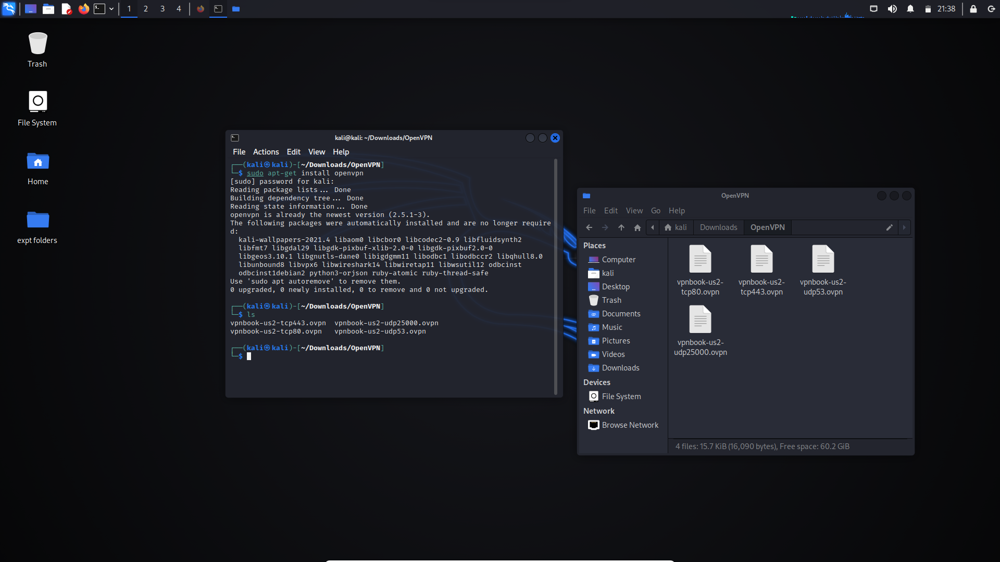 1 2 3 4
21:38
Trash
File System
Home
expt folders
kali@kali: ~/Downloads/OpenVPN
File Actions Edit View Help
┌──(kali㉿kali)-[~/Downloads/OpenVPN]
└─$ sudo apt-get install openvpn
[sudo] password for kali:
Reading package lists... Done
Building dependency tree... Done
Reading state information... Done
openvpn is already the newest version (2.5.1-3).
The following packages were automatically installed and are no longer require
d:
kali-wallpapers-2021.4 libaom0 libcbor0 libcodec2-0.9 libfluidsynth2
libfmt7 libgdal29 libgdk-pixbuf-xlib-2.0-0 libgdk-pixbuf2.0-0
libgeos3.10.1 libgnutls-dane0 libigdgmm11 libodbc1 libodbccr2 libqhull8.0
libunbound8 libvpx6 libwireshark14 libwiretap11 libwsutil12 odbcinst
odbcinst1debian2 python3-orjson ruby-atomic ruby-thread-safe
Use 'sudo apt autoremove' to remove them.
0 upgraded, 0 newly installed, 0 to remove and 0 not upgraded.
┌──(kali㉿kali)-[~/Downloads/OpenVPN]
└─$ ls
vpnbook-us2-tcp443.ovpn vpnbook-us2-udp25000.ovpn
vpnbook-us2-tcp80.ovpn vpnbook-us2-udp53.ovpn
┌──(kali㉿kali)-[~/Downloads/OpenVPN]
└─$
OpenVPN
File Edit View Go Help
kali Downloads OpenVPN
Places
Computer
kali
Desktop
Trash
Documents
Music
Pictures
Videos
Downloads
Devices
File System
Network
Browse Network
vpnbook-us2-
tcp80.ovpn
vpnbook-us2-
tcp443.ovpn
vpnbook-us2-
udp53.ovpn
vpnbook-us2-
udp25000.ovpn
4 files: 15.7 KiB (16,090 bytes), Free space: 60.2 GiB